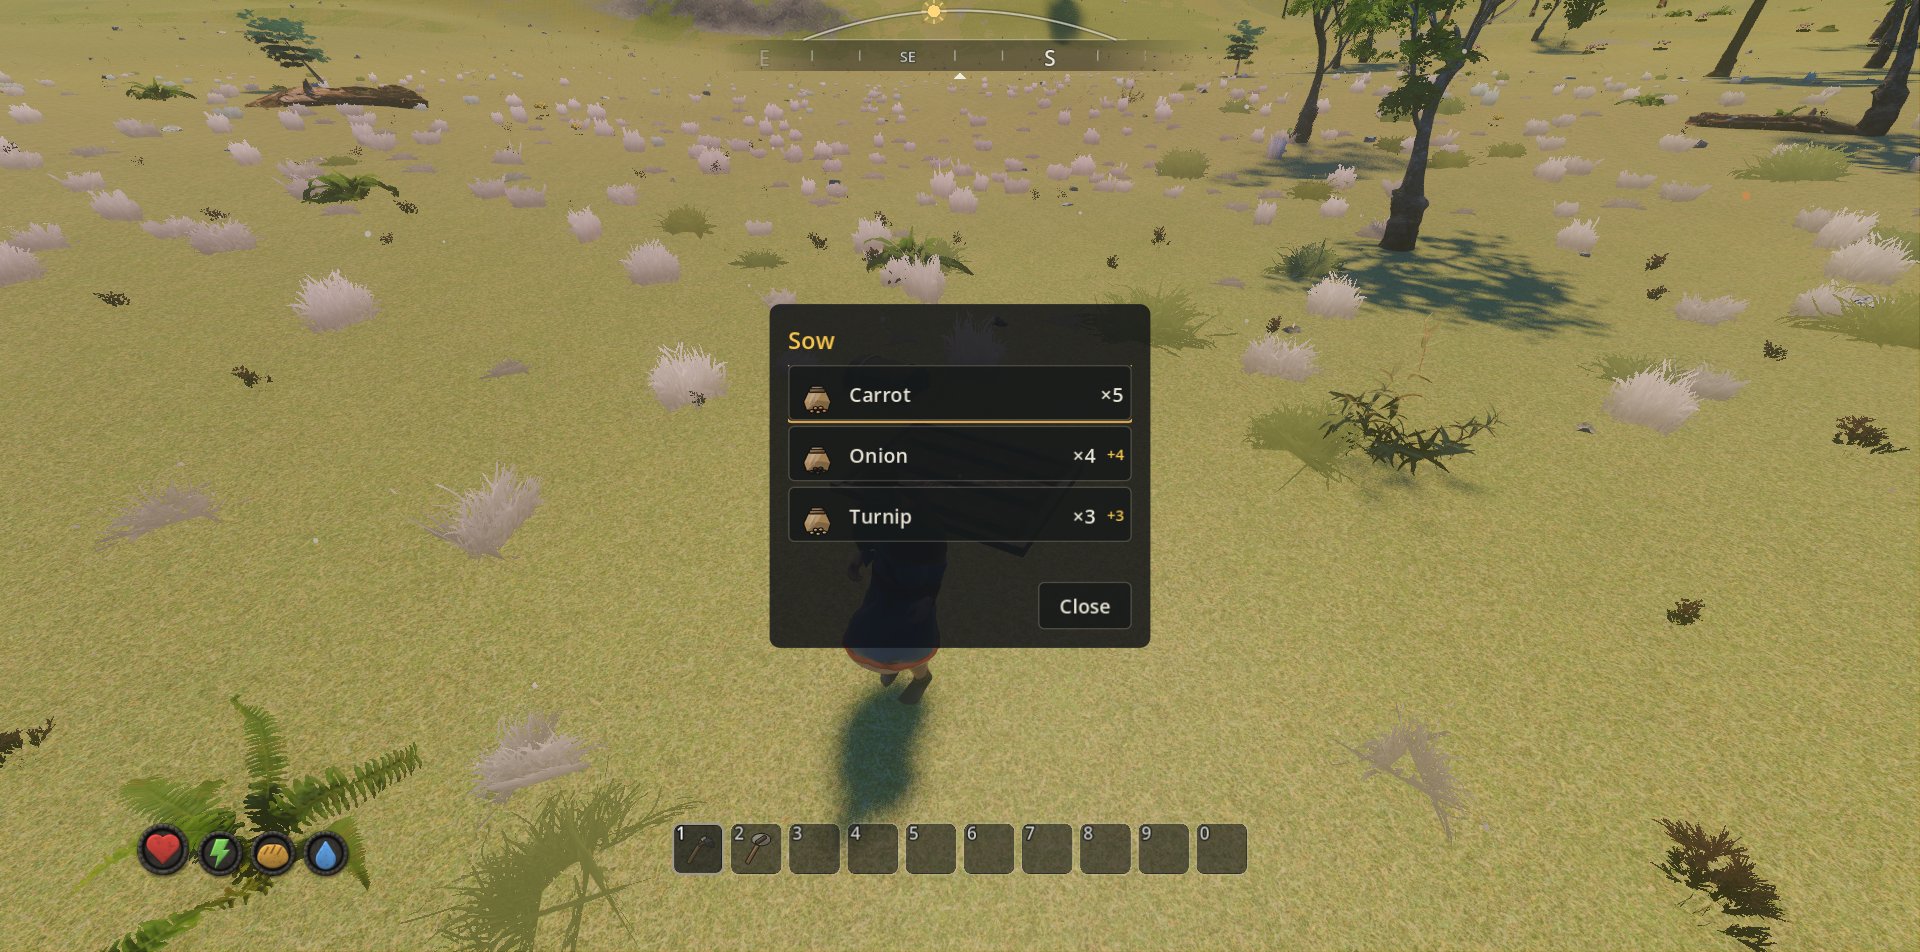 E SE S
Sow
Carrot ×5
Onion ×4 +4
Turnip ×3 +3
Close
1 2 3 4 5 6 7 8 9 0